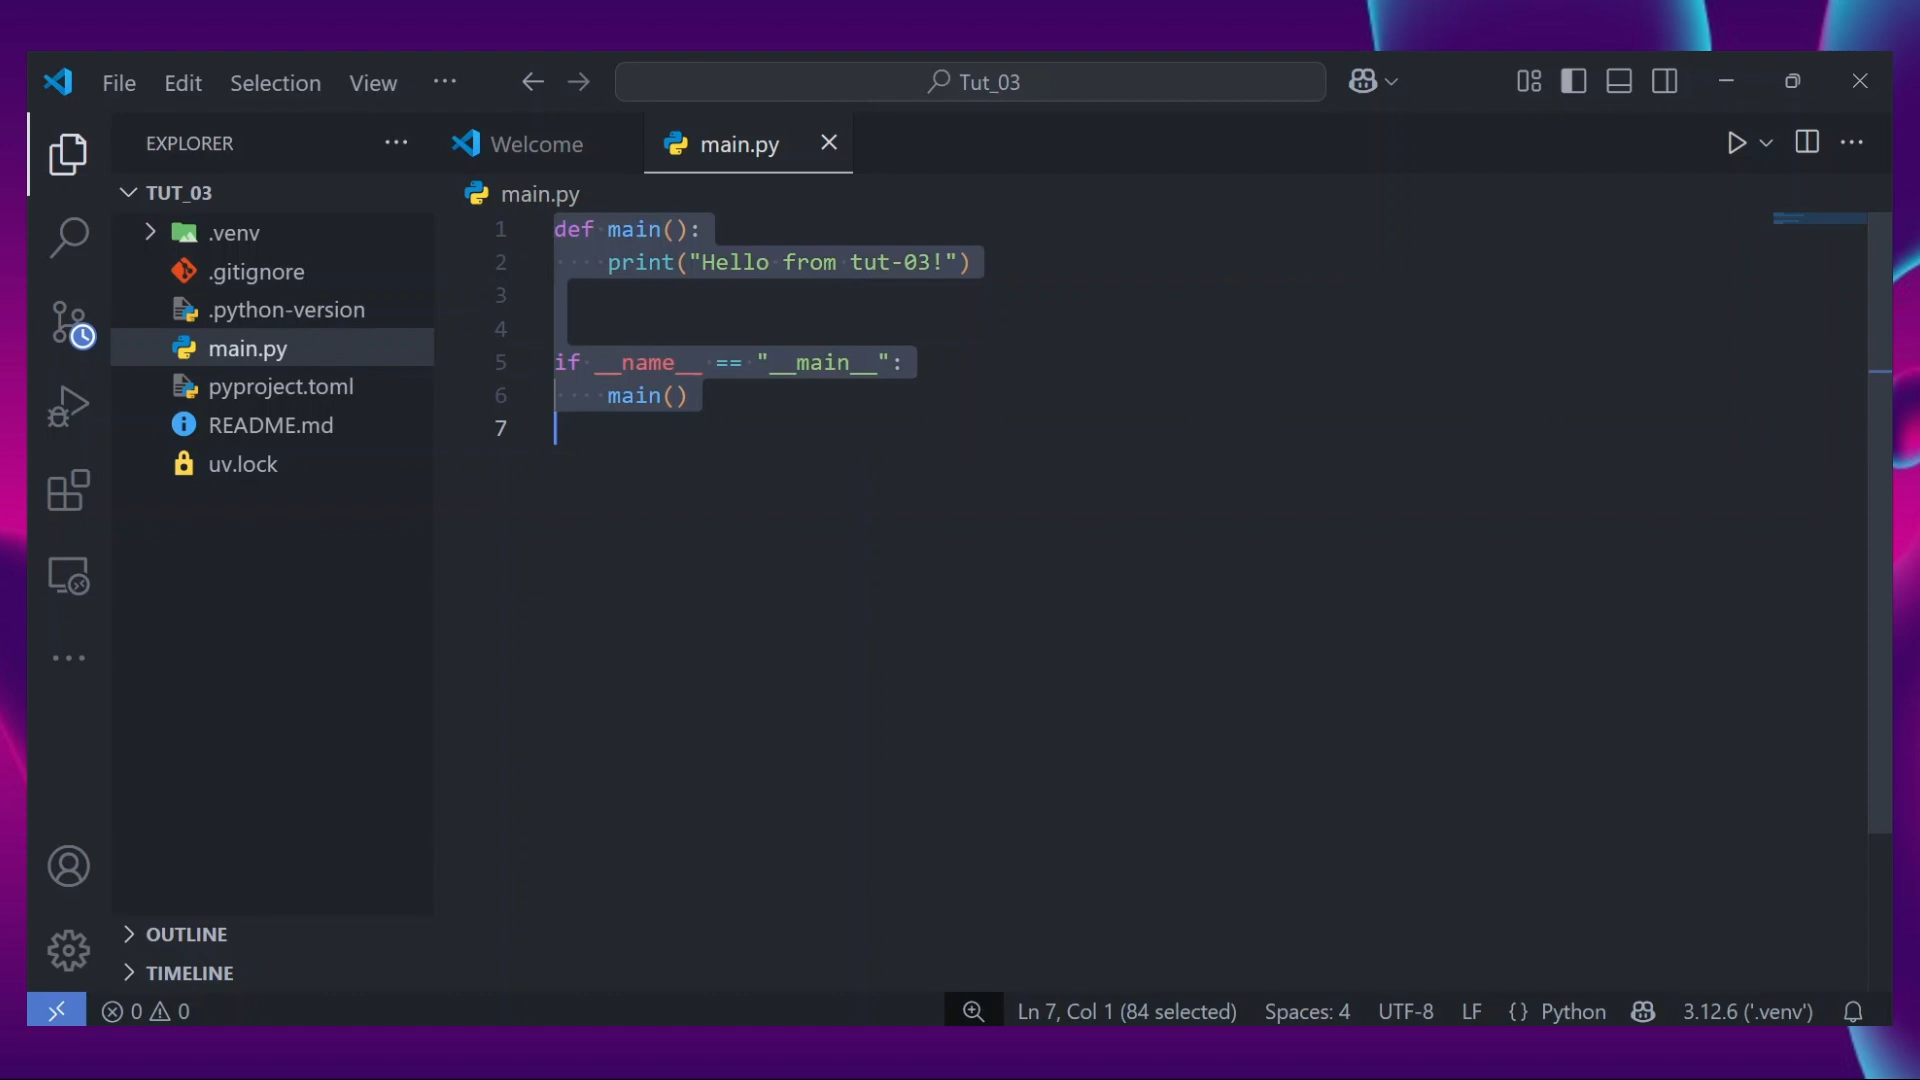 File Edit Selection View ··· Tut_03
EXPLORER ···
Welcome main.py
TUT_03
main.py
.venv
.gitignore
.python-version
main.py
pyproject.toml
README.md
uv.lock
1 def main():
2 print("Hello from tut-03!")
3
4
5 if __name__ == "__main__":
6 main()
7
OUTLINE
TIMELINE
0 0 Ln 7, Col 1 (84 selected) Spaces: 4 UTF-8 LF {} Python 3.12.6 ('.venv')